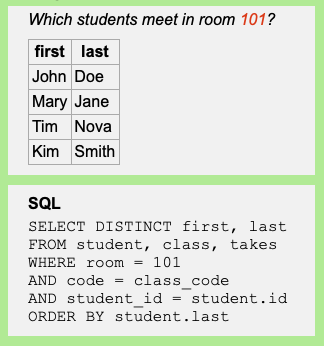 Which students meet in room 101?
first last
John Doe
Mary Jane
Tim Nova
Kim Smith
SQL
SELECT DISTINCT first, last
FROM student, class, takes
WHERE room = 101
AND code = class_code
AND student_id = student.id
ORDER BY student.last